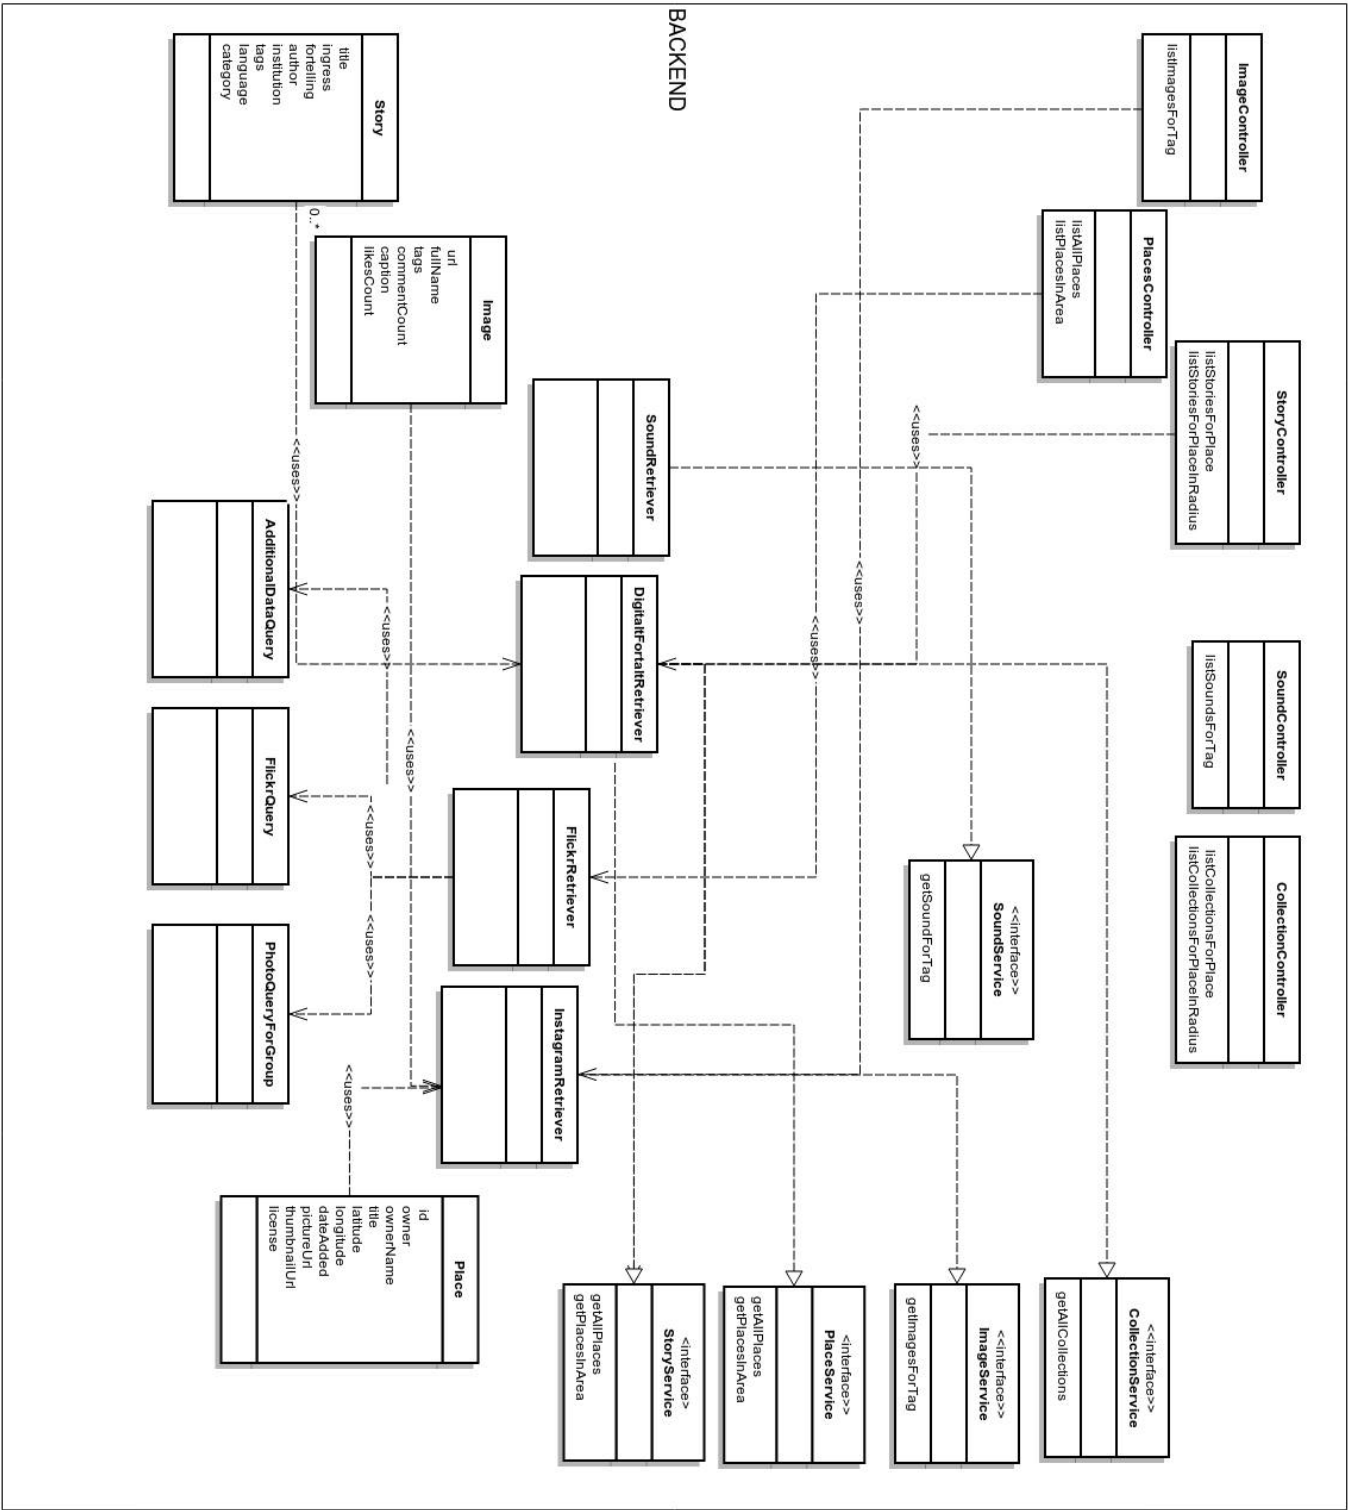 BACKEND
ImageController
listImagesForTag
PlacesController
listAllPlaces
listPlacesInArea
StoryController
listStoriesForPlace
listStoriesForPlaceInRadius
SoundController
listSoundsForTag
CollectionController
listCollectionsForPlace
listCollectionsForPlaceInRadius
<<uses>>
<<uses>>
<<uses>>
<<interface>>
SoundService
getSoundForTag
<<interface>>
CollectionService
getAllCollections
<<interface>>
ImageService
getImagesForTag
<interface>>
PlaceService
getAllPlaces
getPlacesInArea
<interface>
StoryService
getAllPlaces
getPlacesInArea
SoundRetriever
DigitaltFortaltRetriever
FlickrRetriever
InstagramRetriever
Story
title
ingress
fortelling
author
institution
tags
language
category
0..*
Image
url
fullName
tags
commentCount
caption
likesCount
<<uses>>
<<uses>>
<<uses>>
<<uses>>
<<uses>>
<<uses>>
AdditionalDataQuery
FlickrQuery
PhotoQueryForGroup
Place
id
owner
ownerName
title
latitude
longitude
dateAdded
pictureUrl
thumbnailUrl
license